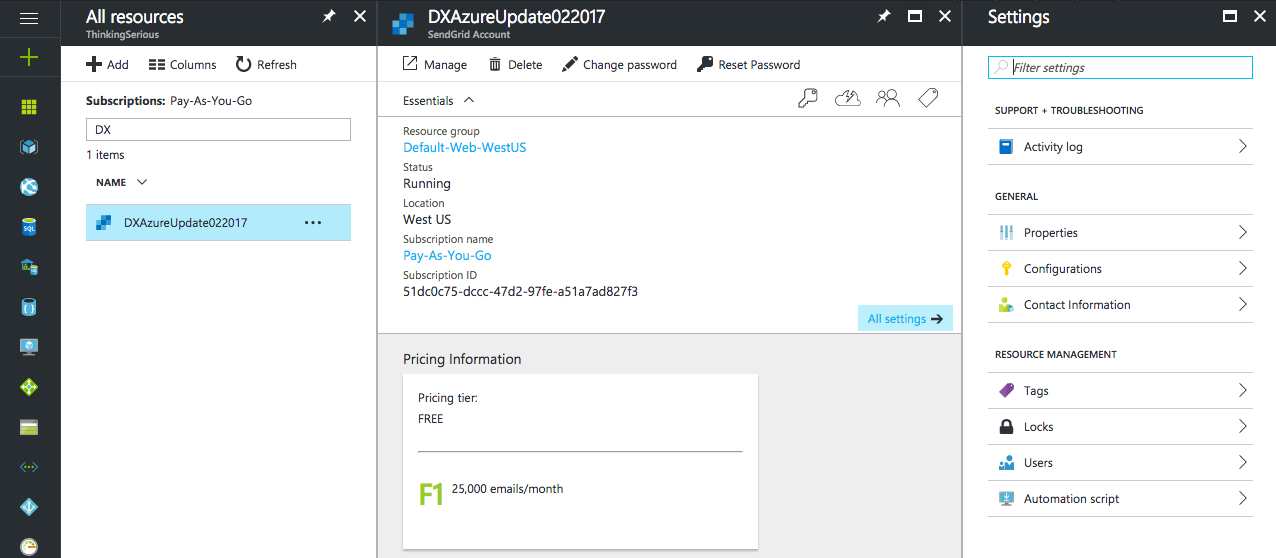 All resources
ThinkingSerious
Add Columns Refresh
Subscriptions: Pay-As-You-Go
DX
1 items
NAME
DXAzureUpdate022017
SQL
DXAzureUpdate022017
SendGrid Account
Manage Delete Change password Reset Password
Essentials
Resource group
Default-Web-WestUS
Status
Running
Location
West US
Subscription name
Pay-As-You-Go
Subscription ID
51dc0c75-dccc-47d2-97fe-a51a7ad827f3
All settings
Pricing Information
Pricing tier:
FREE
F1 25,000 emails/month
Settings
Filter settings
SUPPORT + TROUBLESHOOTING
Activity log
GENERAL
Properties
Configurations
Contact Information
RESOURCE MANAGEMENT
Tags
Locks
Users
Automation script